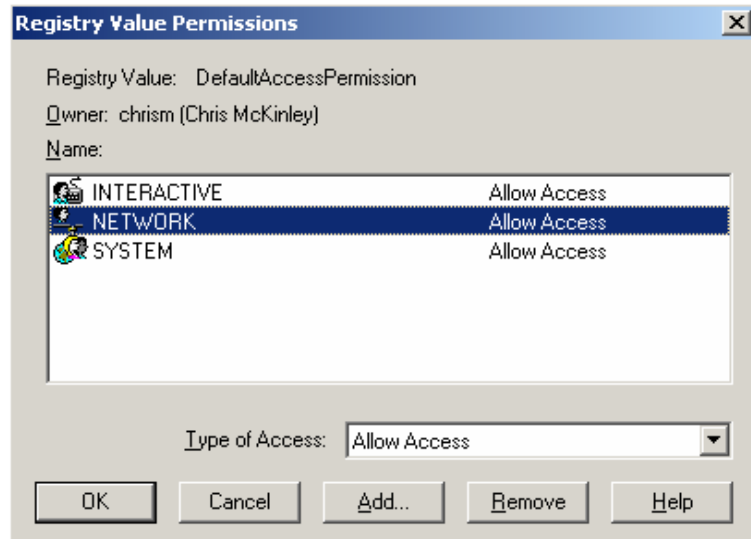 Registry Value Permissions
Registry Value: DefaultAccessPermission
Owner: chrism (Chris McKinley)
Name:
INTERACTIVE Allow Access
NETWORK Allow Access
SYSTEM Allow Access
Type of Access: Allow Access
OK Cancel Add... Remove Help